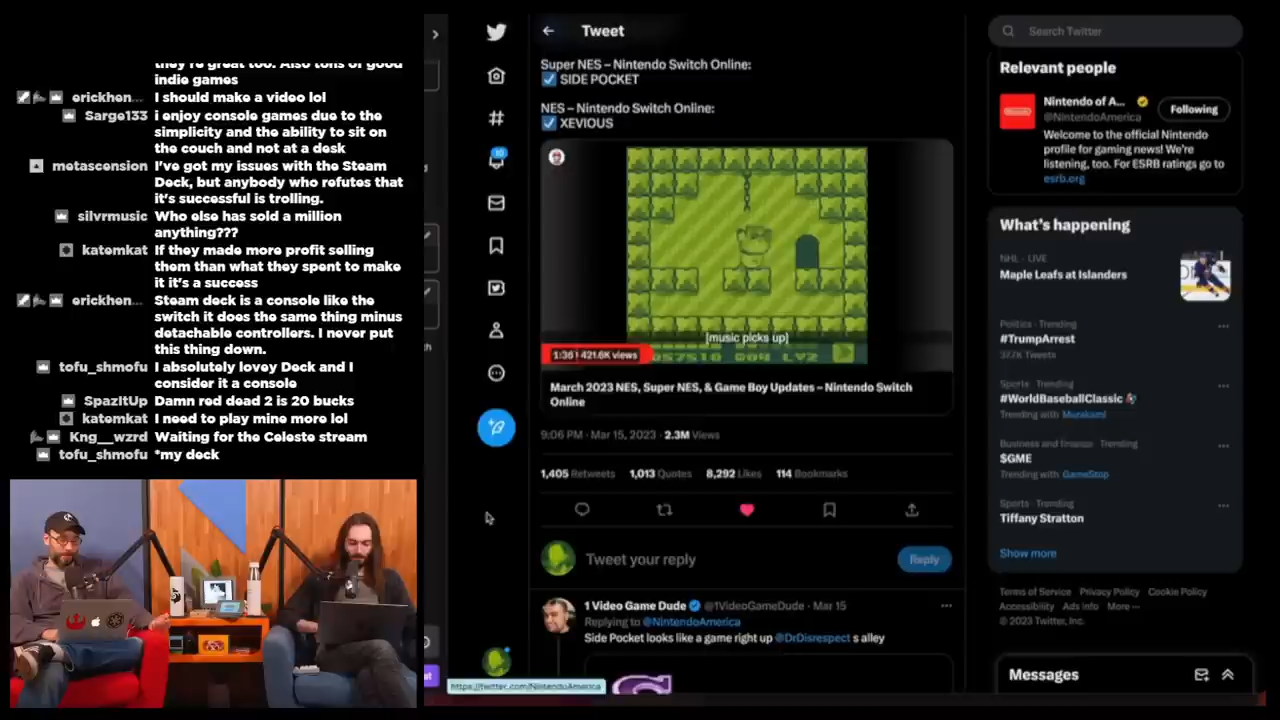 they're great too. Also tons of good
indie games
erickhen... I should make a video lol
Sarge133 i enjoy console games due to the
simplicity and the ability to sit on
the couch and not at a desk
metascension I've got my issues with the Steam
Deck, but anybody who refutes that
it's successful is trolling.
silvrmusic Who else has sold a million
anything???
katemkat If they made more profit selling
them than what they spent to make
it it's a success
erickhen... Steam deck is a console like the
switch it does the same thing minus
detachable controllers. I never put
this thing down.
tofu_shmofu I absolutely lovey Deck and I
consider it a console
SpazItUp Damn red dead 2 is 20 bucks
katemkat I need to play mine more lol
Kng__wzrd Waiting for the Celeste stream
tofu_shmofu *my deck
10
Tweet
Super NES – Nintendo Switch Online:
SIDE POCKET
NES – Nintendo Switch Online:
XEVIOUS
[music picks up]
1:36 421.6K views
March 2023 NES, Super NES, & Game Boy Updates – Nintendo Switch
Online
9:06 PM · Mar 15, 2023 · 2.3M Views
1,405 Retweets 1,013 Quotes 8,292 Likes 114 Bookmarks
Tweet your reply
Reply
1 Video Game Dude @1VideoGameDude · Mar 15
Replying to @NintendoAmerica
Side Pocket looks like a game right up @DrDisrespect s alley
https://twitter.com/NintendoAmerica
Search Twitter
Relevant people
Nintendo of A...
@NintendoAmerica
Following
Welcome to the official Nintendo
profile for gaming news! We're
listening, too. For ESRB ratings go to
esrb.org
What's happening
NHL · LIVE
Maple Leafs at Islanders
Politics · Trending
#TrumpArrest
Tweets
Sports · Trending
#WorldBaseballClassic
Trending with Murakami
Business and finance · Trending
$GME
Trending with GameStop
Sports · Trending
Tiffany Stratton
Show more
Terms of Service Privacy Policy Cookie Policy
Accessibility Ads info More
© 2023 Twitter, Inc.
Messages